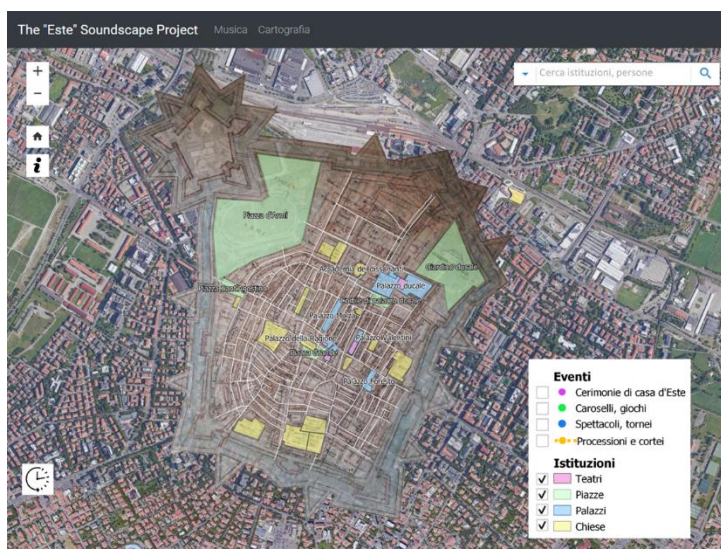 The "Este" Soundscape Project Musica Cartografia
Cerca istituzioni, persone
Piazza d'Armi
Giardino ducale
Palazzo ducale
Palazzo della Ragione
Eventi
Cerimonie di casa d'Este
Caroselli, giochi
Spettacoli, tornei
Processioni e cortei
Istituzioni
Teatri
Piazze
Palazzi
Chiese